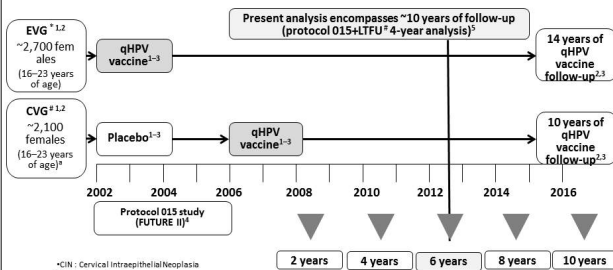 Present analysis encompasses ~10 years of follow-up
(protocol 015+LTFU# 4-year analysis)5
EVG *1,2
~2,700 fem
ales
(16–23 years
of age)
qHPV
vaccine1–3
14 years of
qHPV
vaccine
follow-up2,3
CVG #1,2
~2,100
females
(16–23 years
of age)a
Placebo1–3
qHPV
vaccine1–3
10 years of
qHPV
vaccine
follow-up2,3
2002 2004 2006 2008 2010 2012 2014 2016
Protocol 015 study
(FUTURE II)4
2 years 4 years 6 years 8 years 10 years
•CIN : Cervical Intraepithelial Neoplasia